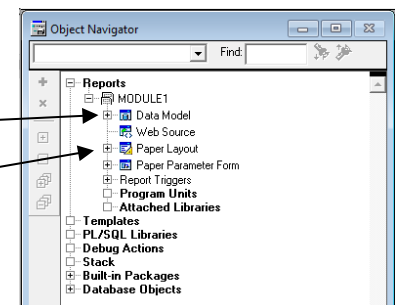 Object Navigator
Find:
Reports
MODULE1
Data Model
Web Source
Paper Layout
Paper Parameter Form
Report Triggers
Program Units
Attached Libraries
Templates
PL/SQL Libraries
Debug Actions
Stack
Built-in Packages
Database Objects